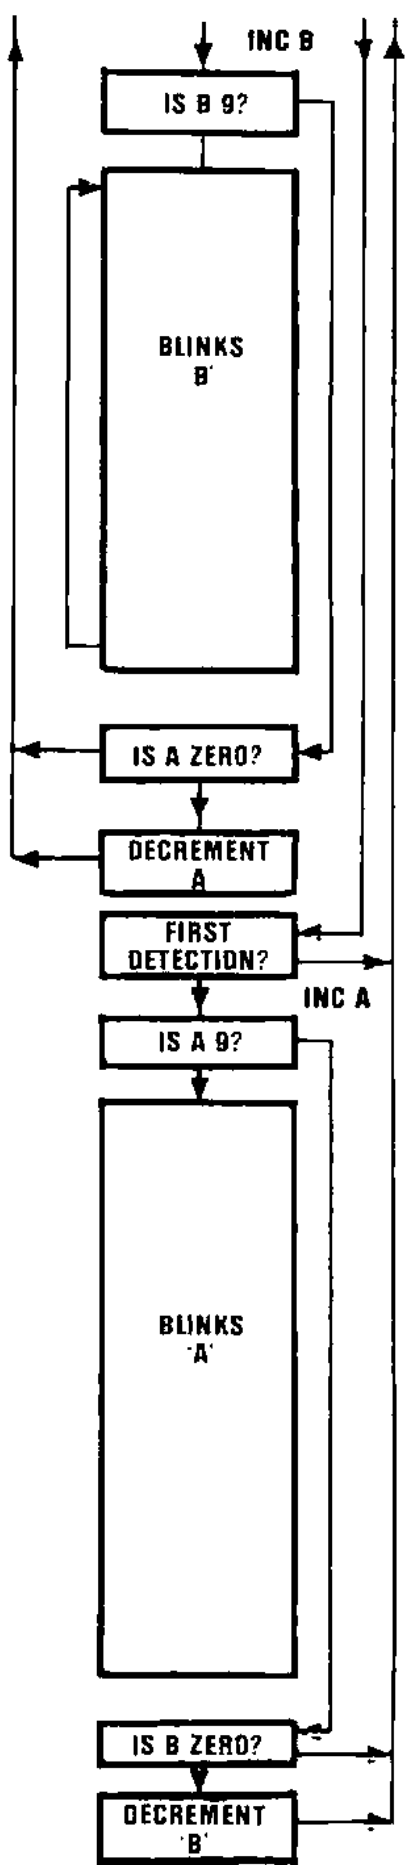 INC B
IS B 9?
BLINKS
B'
IS A ZERO?
DECREMENT
A
FIRST
DETECTION?
INC A
IS A 9?
BLINKS
'A'
IS B ZERO?
DECREMENT
'B'